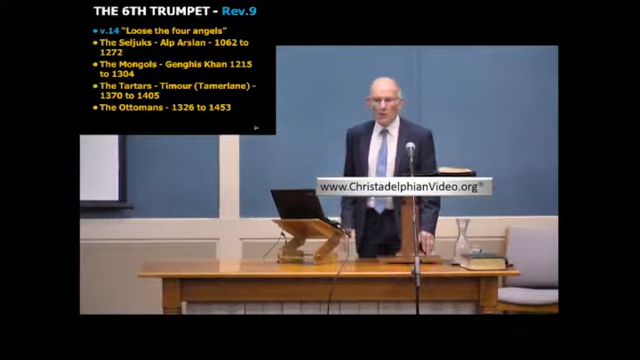 THE 6TH TRUMPET - Rev.9
• v.14 "Loose the four angels"
• The Seljuks - Alp Arslan - 1062 to
1272
• The Mongols - Genghis Khan 1215
to 1304
• The Tartars - Timour (Tamerlane) -
1370 to 1405
• The Ottomans - 1326 to 1453
www.ChristadelphianVideo.org®